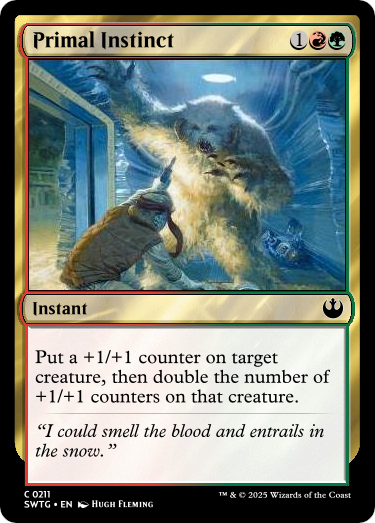 Primal Instinct 1
Instant
Put a +1/+1 counter on target
creature, then double the number of
+1/+1 counters on that creature.
“I could smell the blood and entrails in
the snow.”
C 0211
SWTG • EN Hugh Fleming
™ & © 2025 Wizards of the Coast